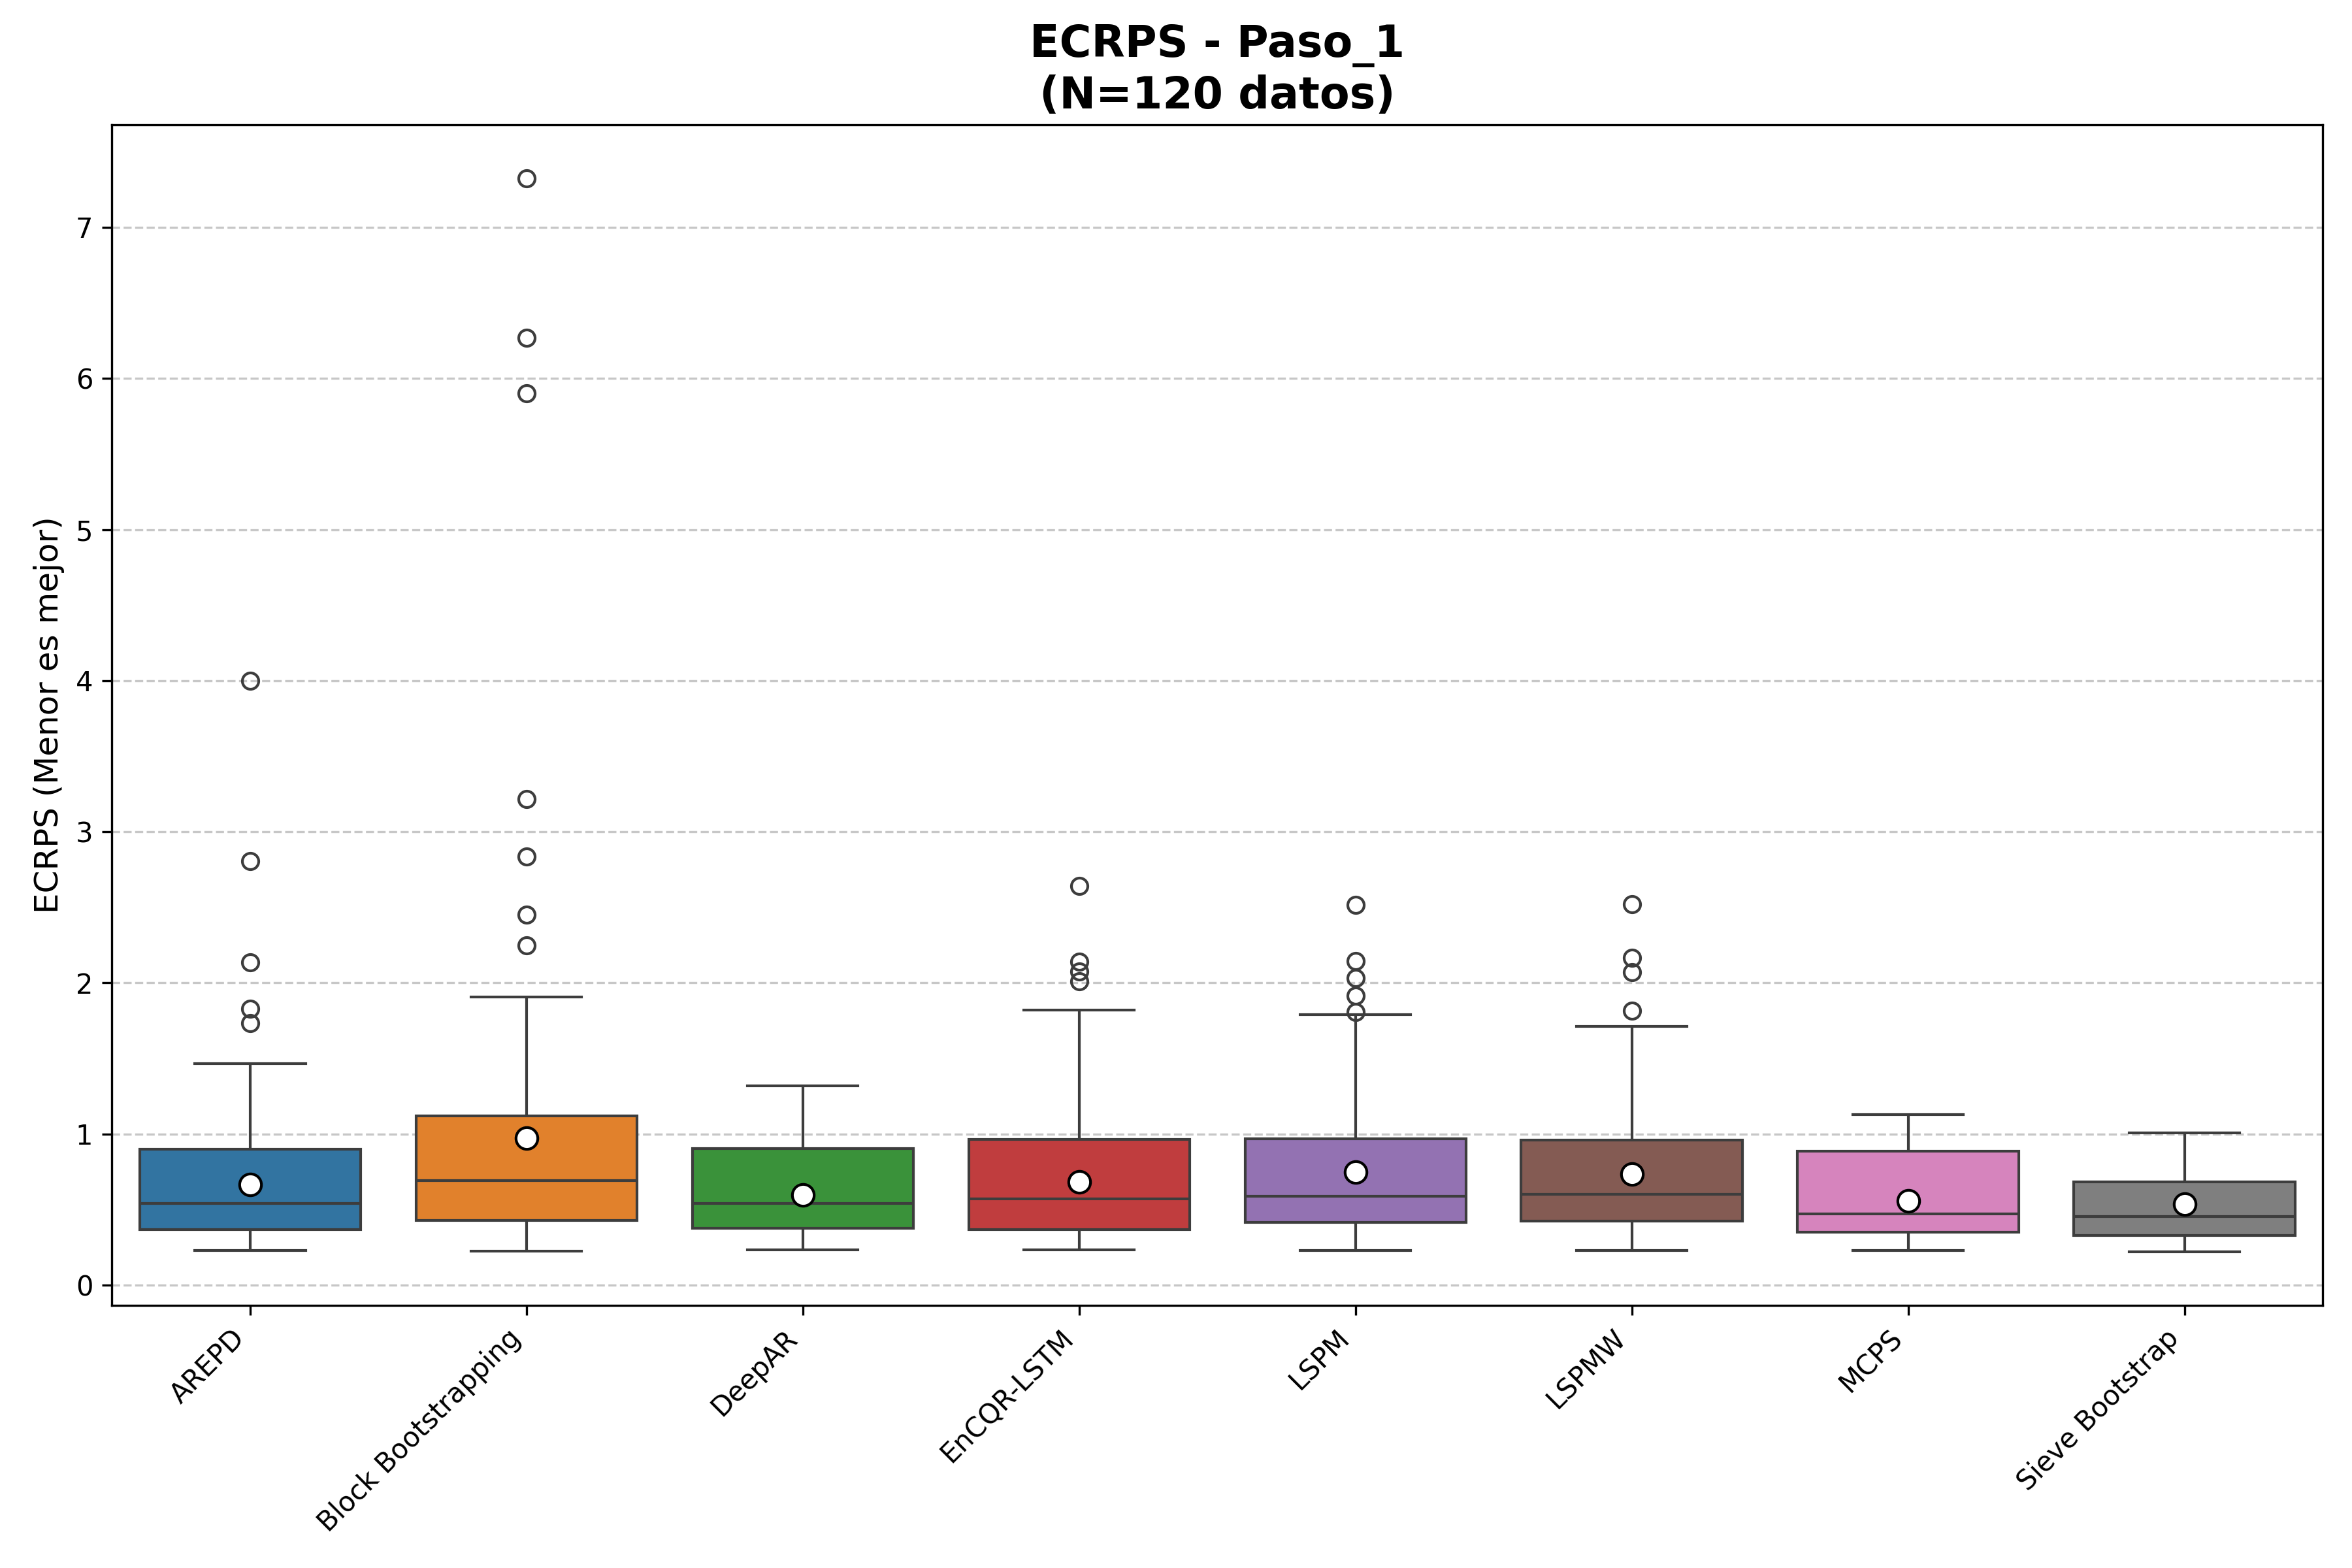 ECRPS - Paso_1
(N=120 datos)
ECRPS (Menor es mejor)
7
6
5
4
3
2
1
0
AREPD
Block Bootstrapping
DeepAR
EnCQR-LSTM
LSPM
LSPMW
MCPS
Sieve Bootstrap